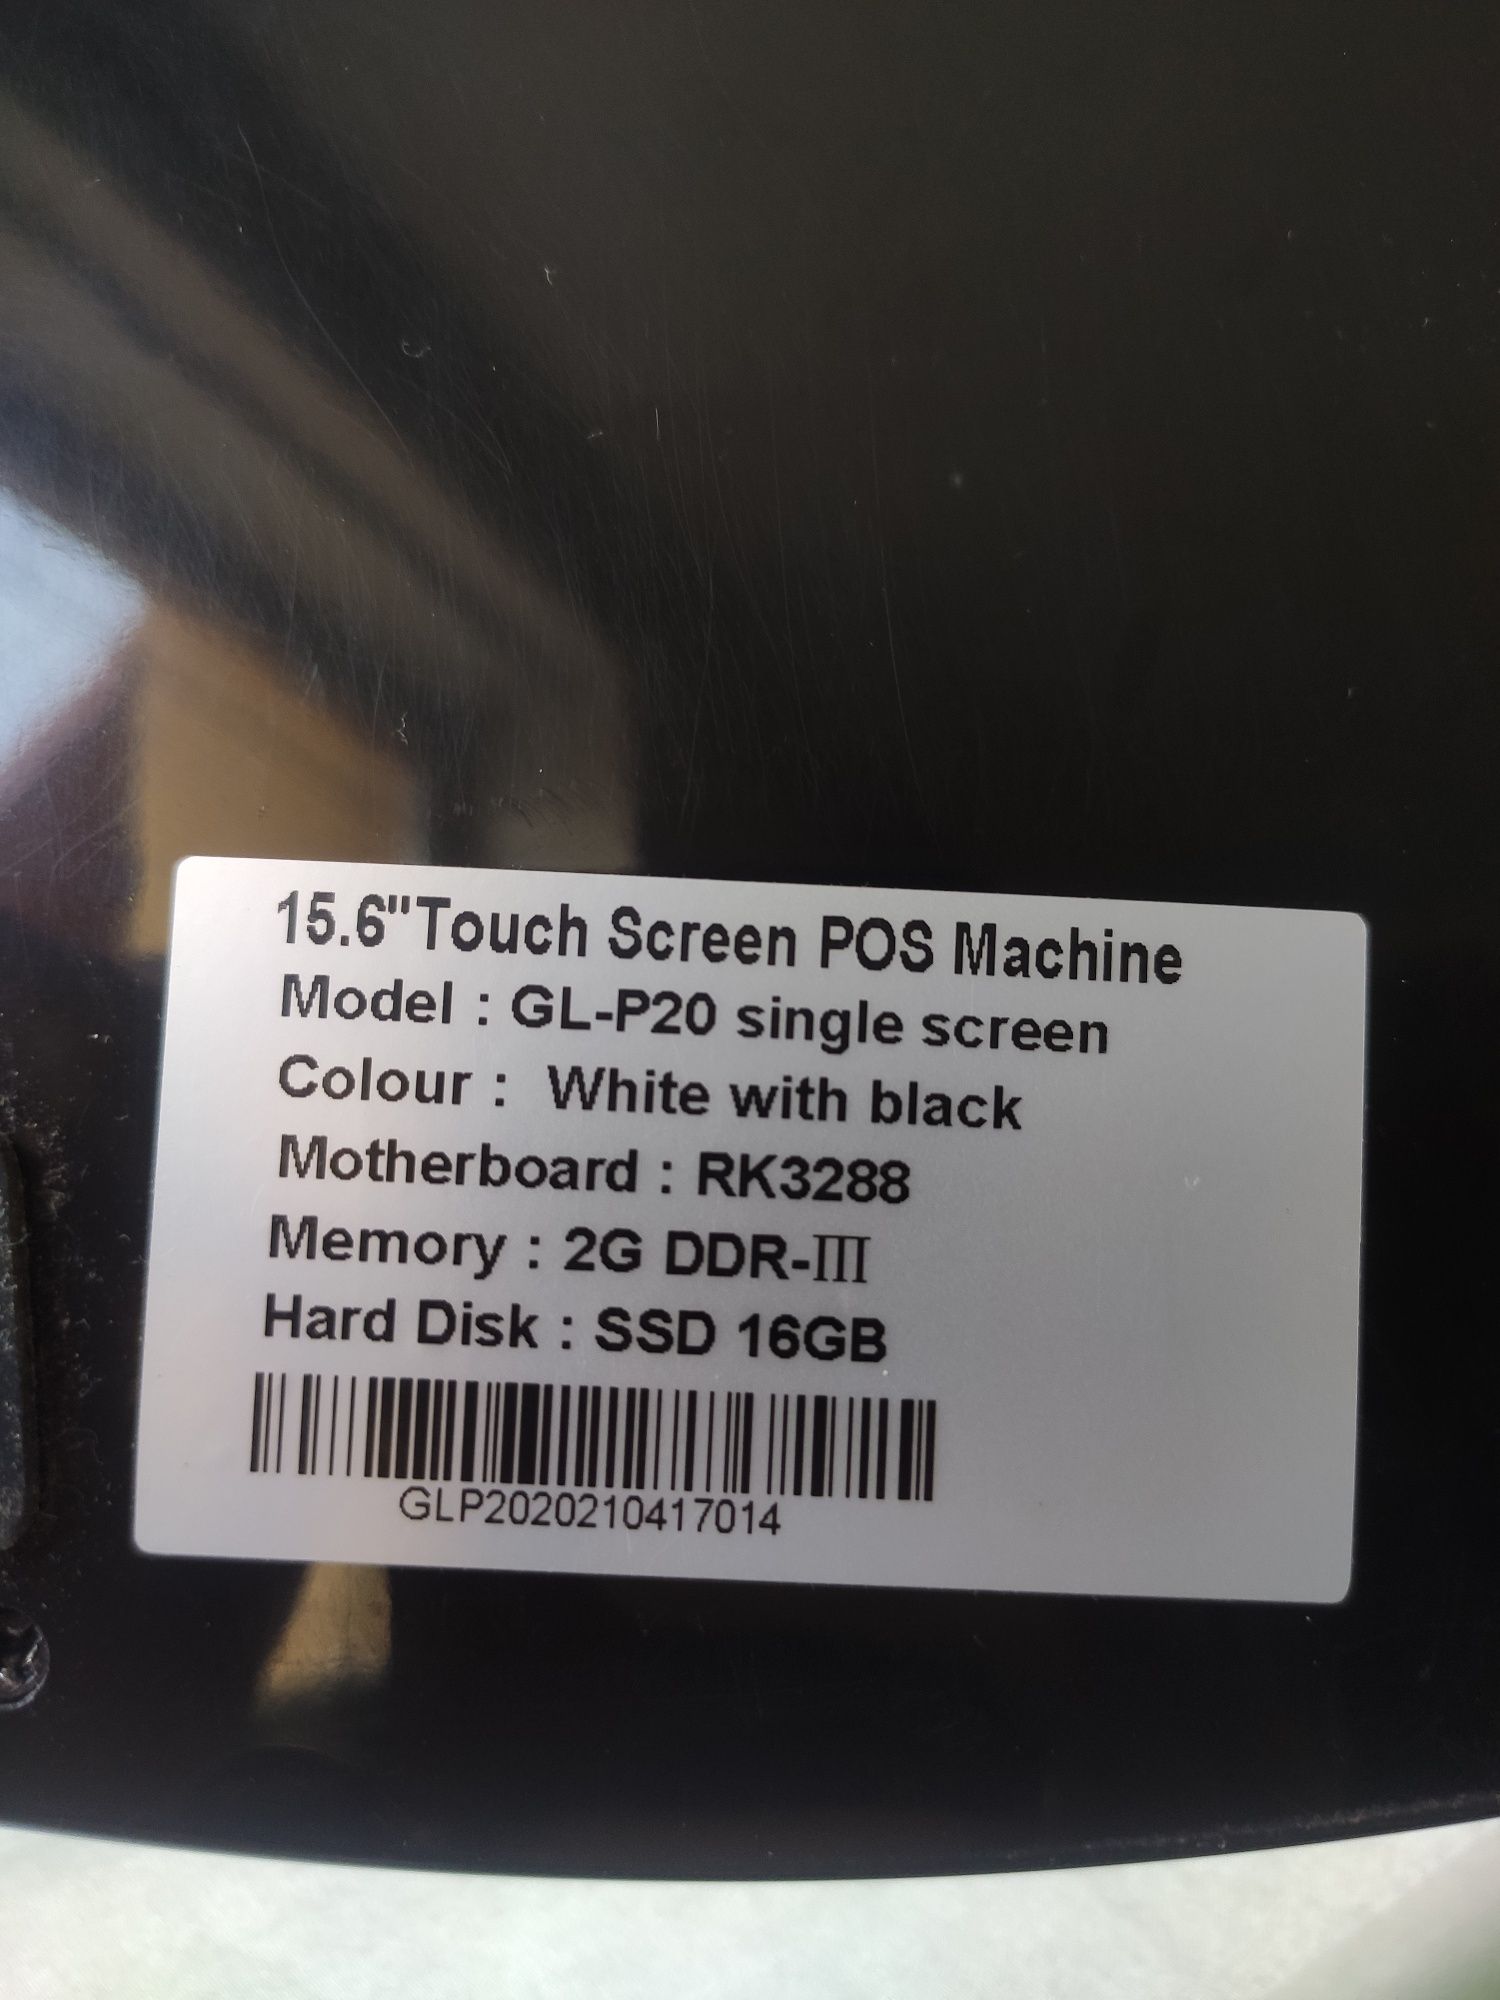 15.6"Touch Screen POS Machine
Model : GL-P20 single screen
Colour : White with black
Motherboard : RK3288
Memory : 2G DDR-III
Hard Disk : SSD 16GB
GLP2020210417014